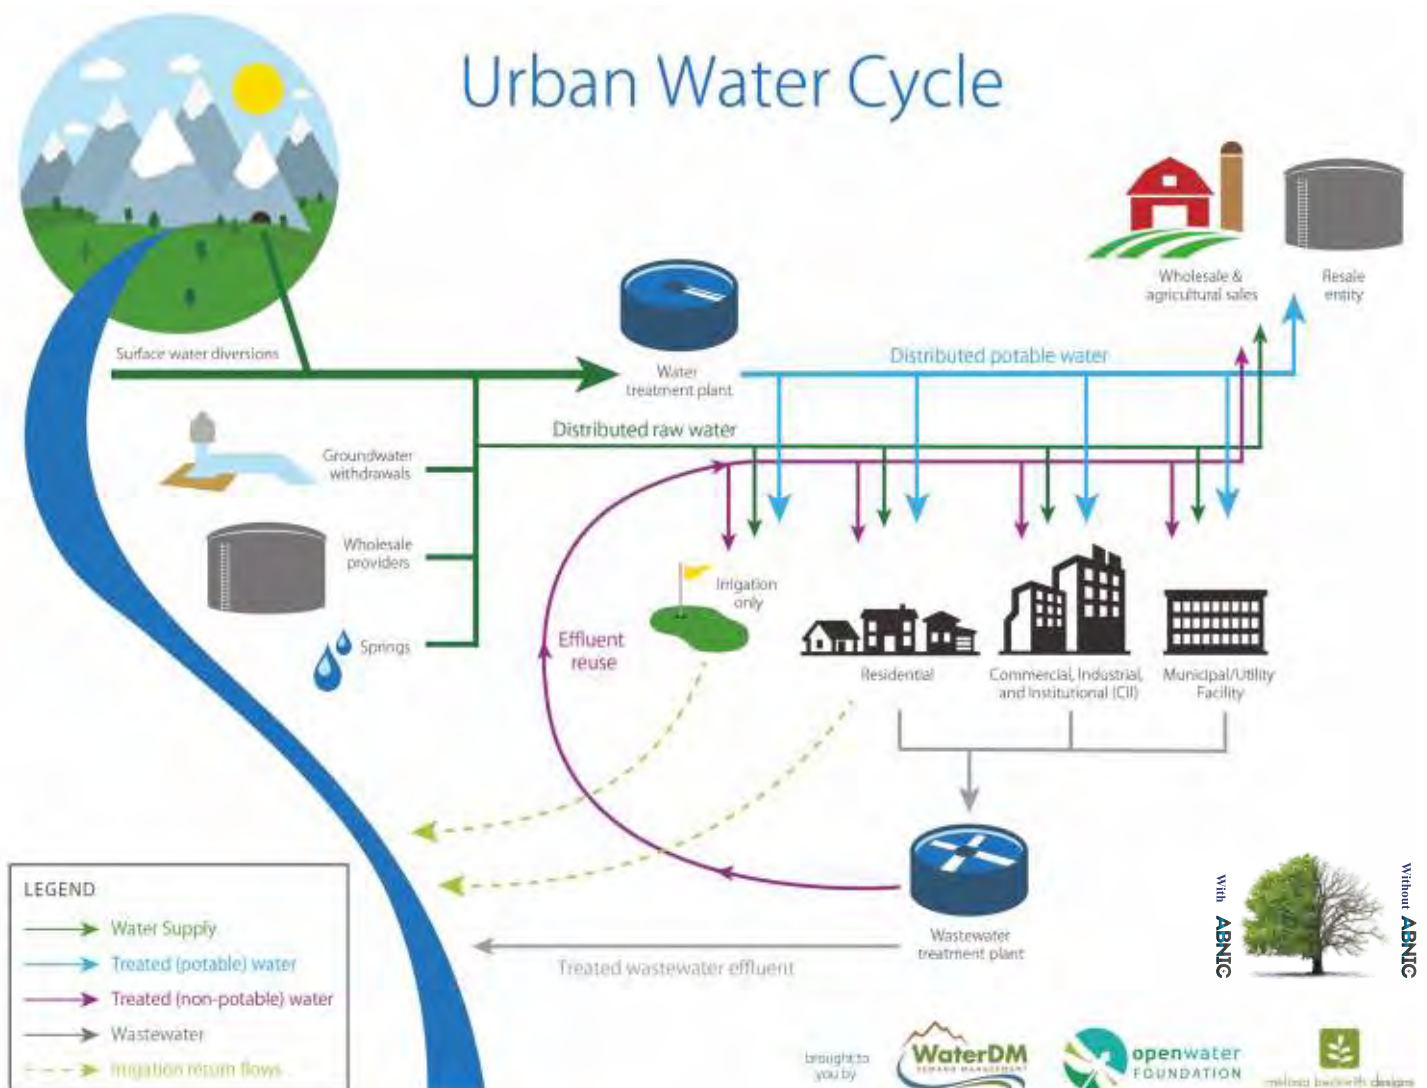 Urban Water Cycle
Wholesale &
agricultural sales
Resale
entity
Surface water diversions
Water
treatment plant
Distributed potable water
Distributed raw water
Groundwater
withdrawals
Wholesale
providers
Springs
Irrigation
only
Effluent
reuse
Residential
Commercial, Industrial,
and Institutional (CII)
Municipal/Utility
Facility
Wastewater
treatment plant
Treated wastewater effluent
LEGEND
Water Supply
Treated (potable) water
Treated (non-potable) water
Wastewater
Irrigation return flows
With ABNIC
Without ABNIC
brought to
you by
WaterDM
DEMAND MANAGEMENT
openwater
FOUNDATION